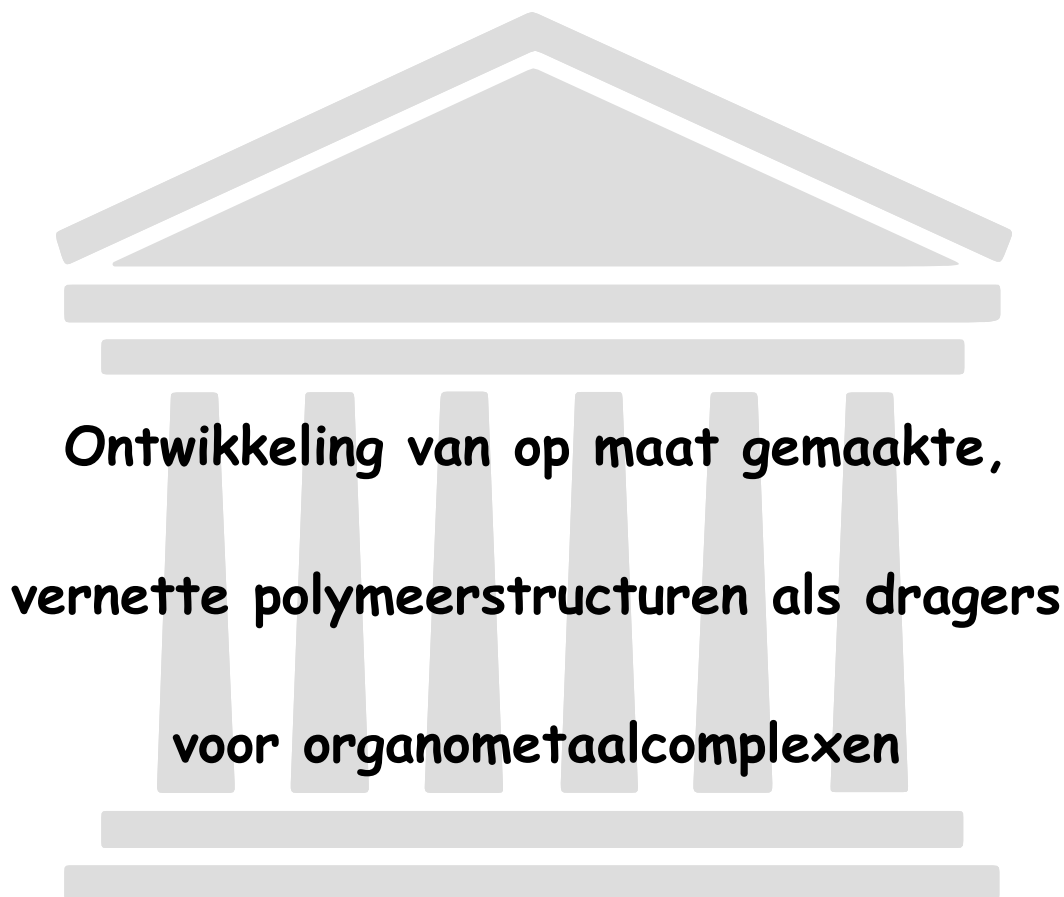 Ontwikkeling van op maat gemaakte,
vernette polymeerstructuren als dragers
voor organometaalcomplexen